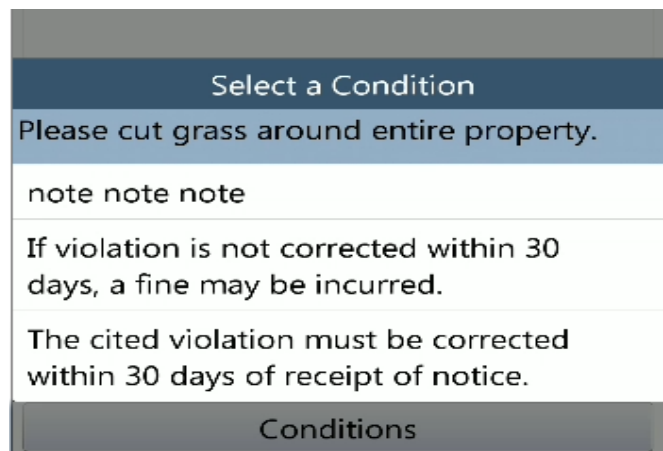 Select a Condition
Please cut grass around entire property.
note note note
If violation is not corrected within 30
days, a fine may be incurred.
The cited violation must be corrected
within 30 days of receipt of notice.
Conditions